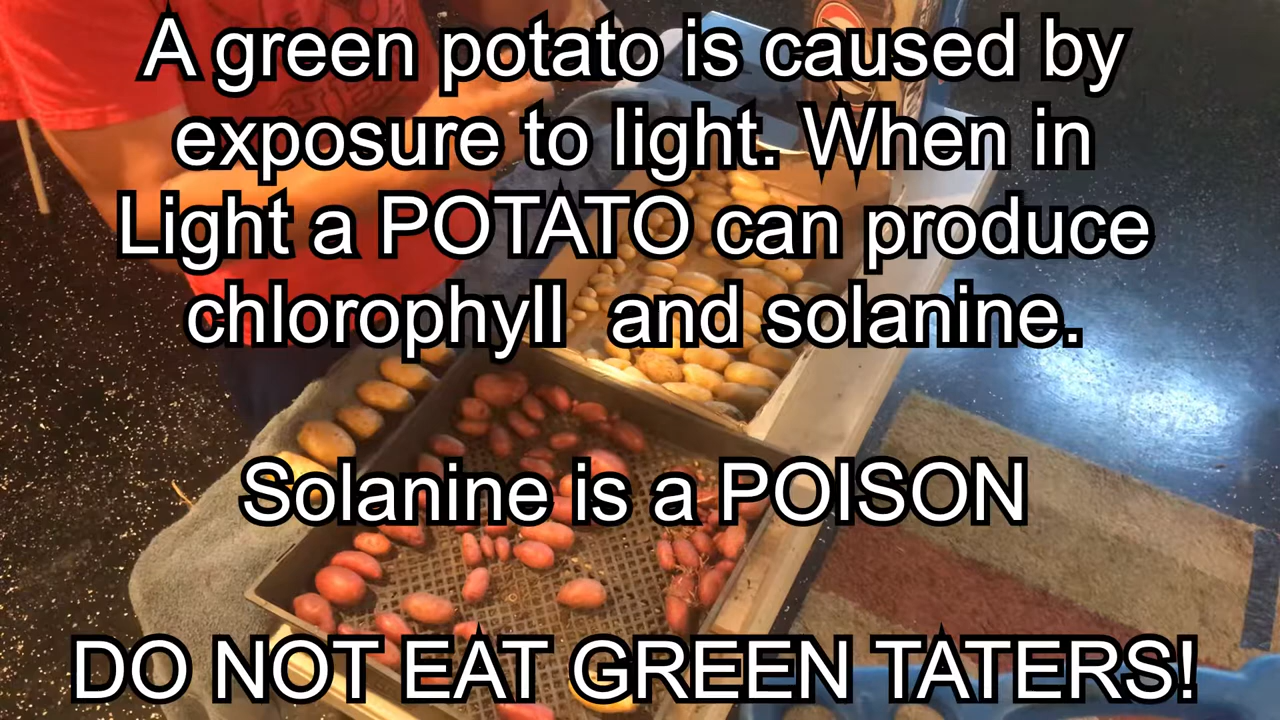 A green potato is caused by
exposure to light. When in
Light a POTATO can produce
chlorophyll  and solanine.
Solanine is a POISON
DO NOT EAT GREEN TATERS!